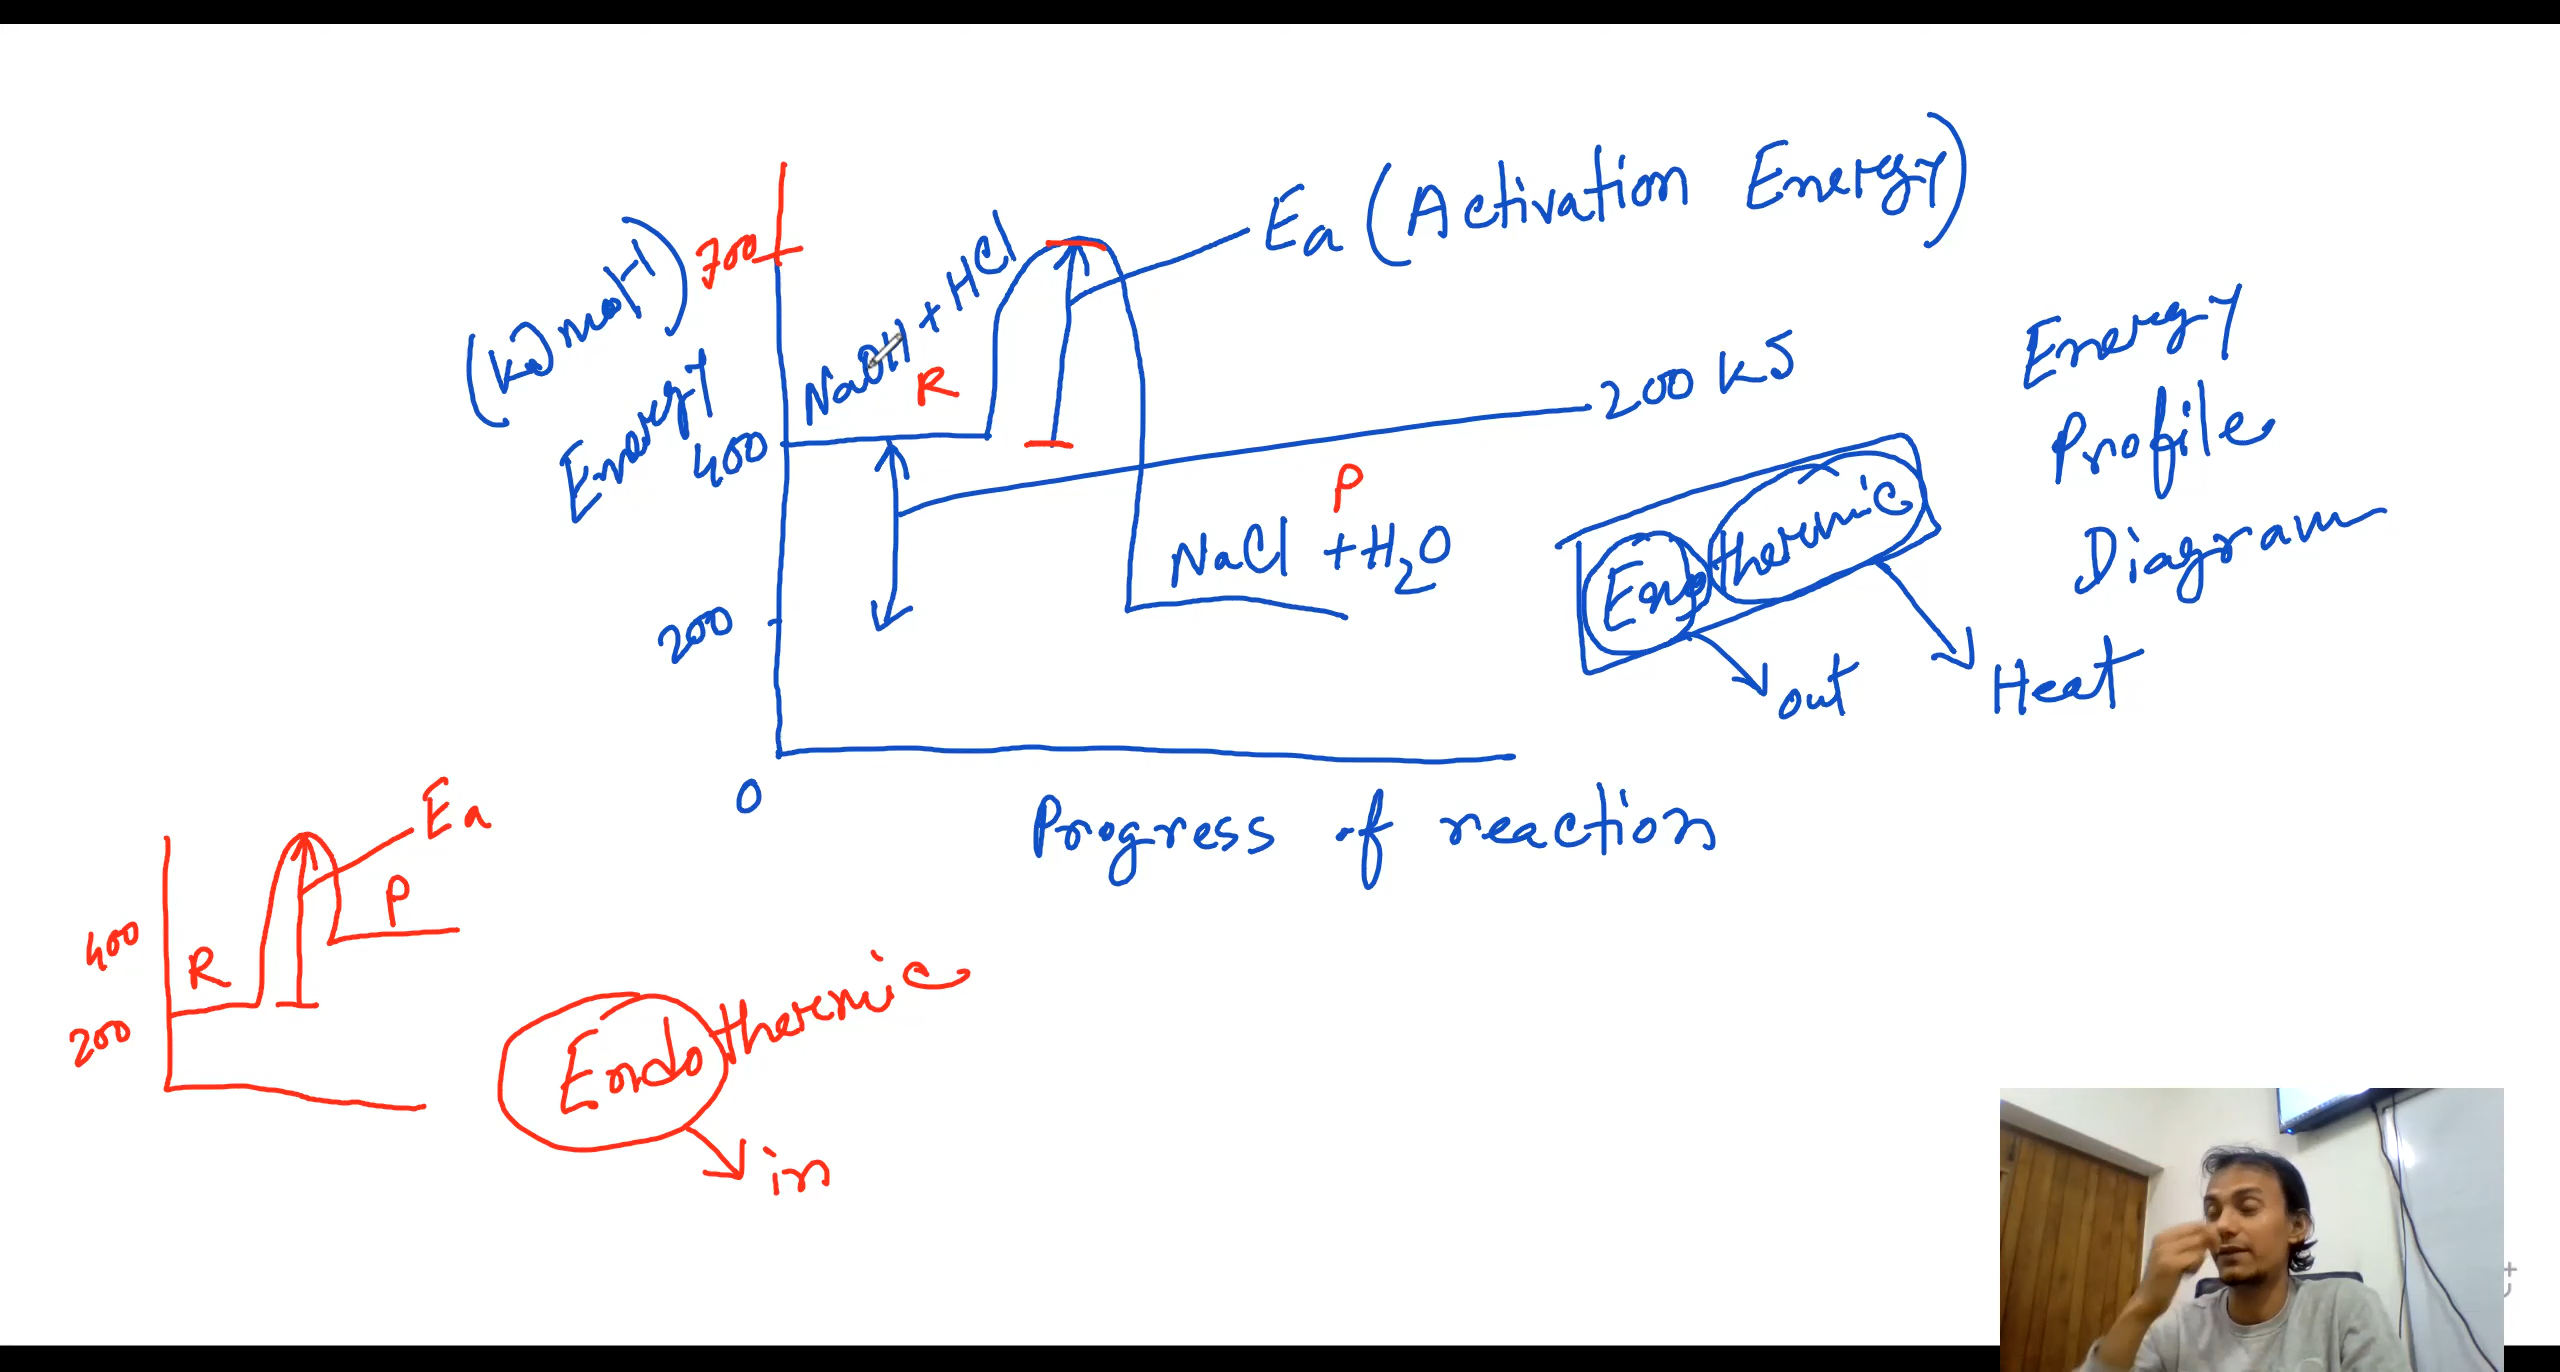 Ea (Activation Energy)
700
(kJ mol-1)
Energy
NaOH + HCl
R
400
200 kJ
P
NaCl + H2O
200
0
Progress of reaction
Energy
Profile
Diagram
Exothermic
out
Heat
Ea
400
R
P
200
Endothermic
in